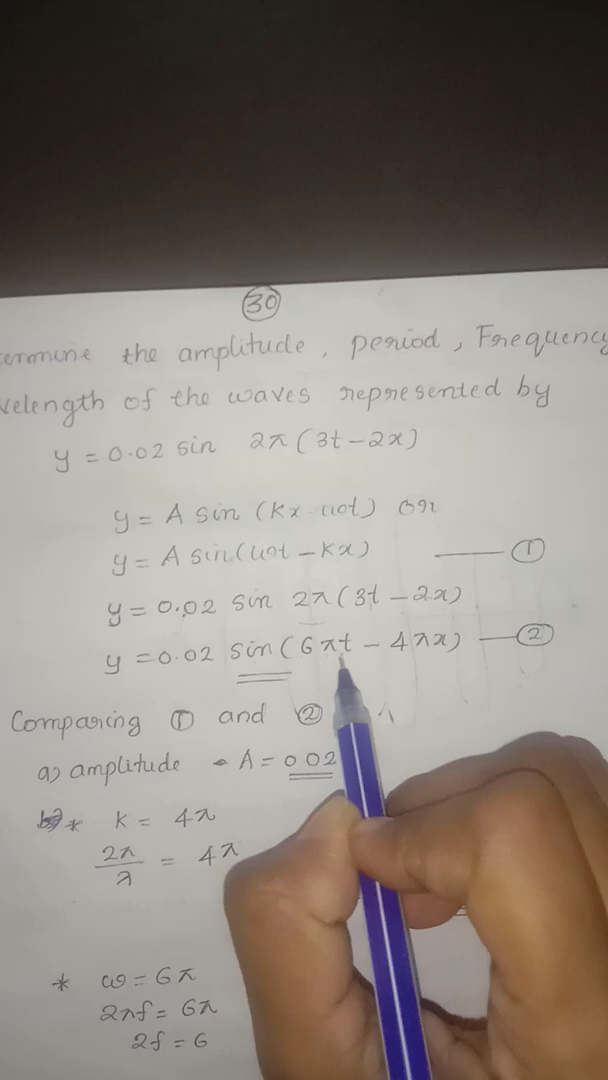 30
the amplitude, period, Frequency
of the waves represented by
y = 0.02 sin 2π (3t – 2x)
y = A sin (Kx – ωt) or
y = A sin (ωt – Kx) —— ①
y = 0.02 sin 2π (3t – 2x)
y = 0.02 sin (6πt – 4πx) — ②
Comparing ① and ②
a) amplitude - A = 0.02
* K = 4π
2π/λ = 4π
* ω = 6π
2πf = 6π
2f = 6